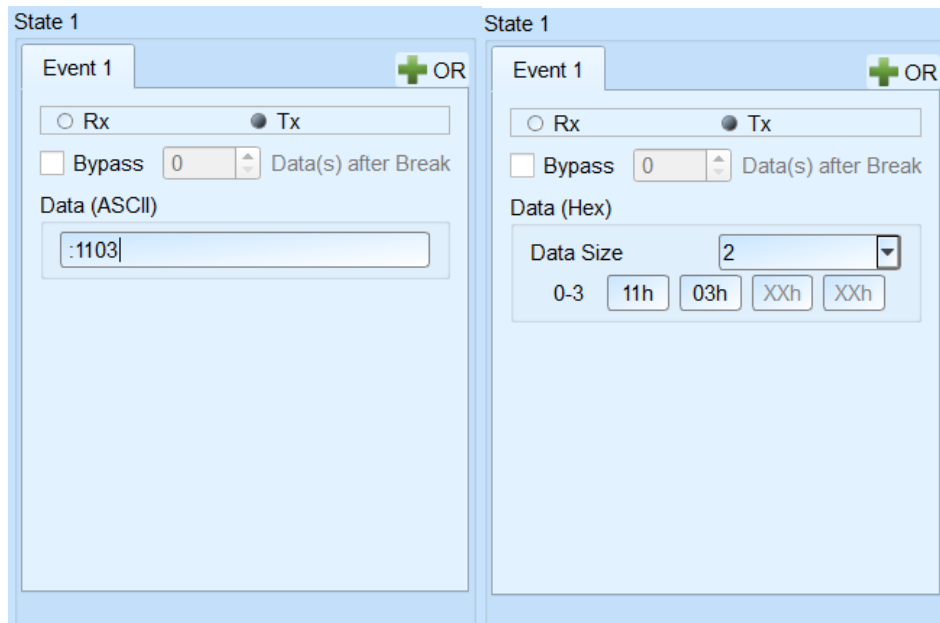 State 1
Event 1
OR
Rx Tx
Bypass 0 Data(s) after Break
Data (ASCII)
:1103
State 1
Event 1
OR
Rx Tx
Bypass 0 Data(s) after Break
Data (Hex)
Data Size 2
0-3 11h 03h XXh XXh